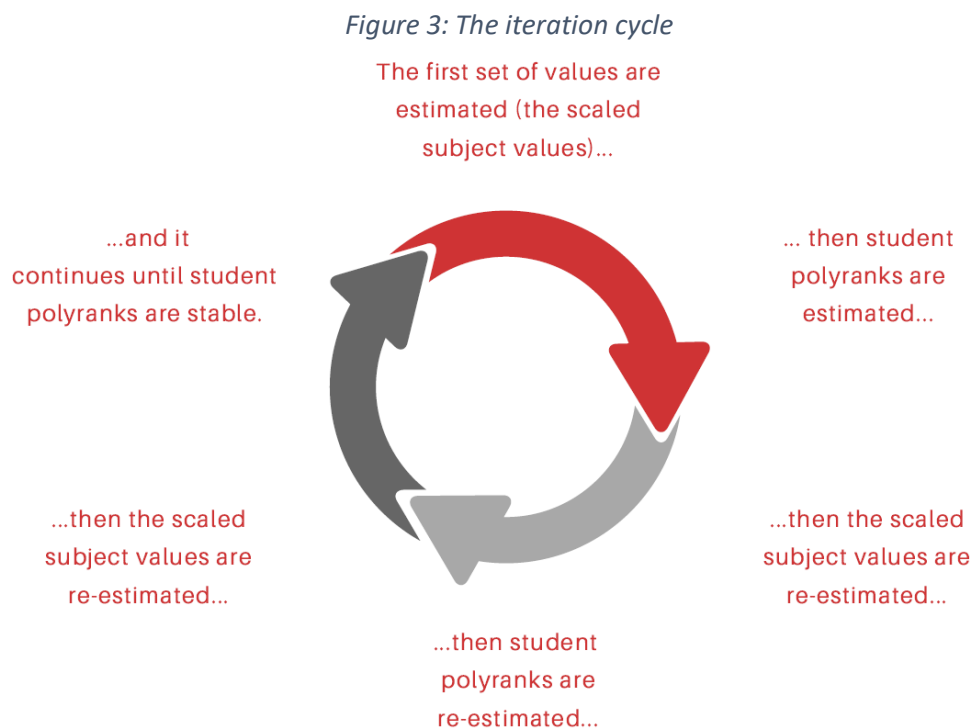 Figure 3: The iteration cycle
The first set of values are
estimated (the scaled
subject values)...
... then student
polyranks are
estimated...
...then the scaled
subject values are
re-estimated...
...then student
polyranks are
re-estimated...
...then the scaled
subject values are
re-estimated...
...and it
continues until student
polyranks are stable.